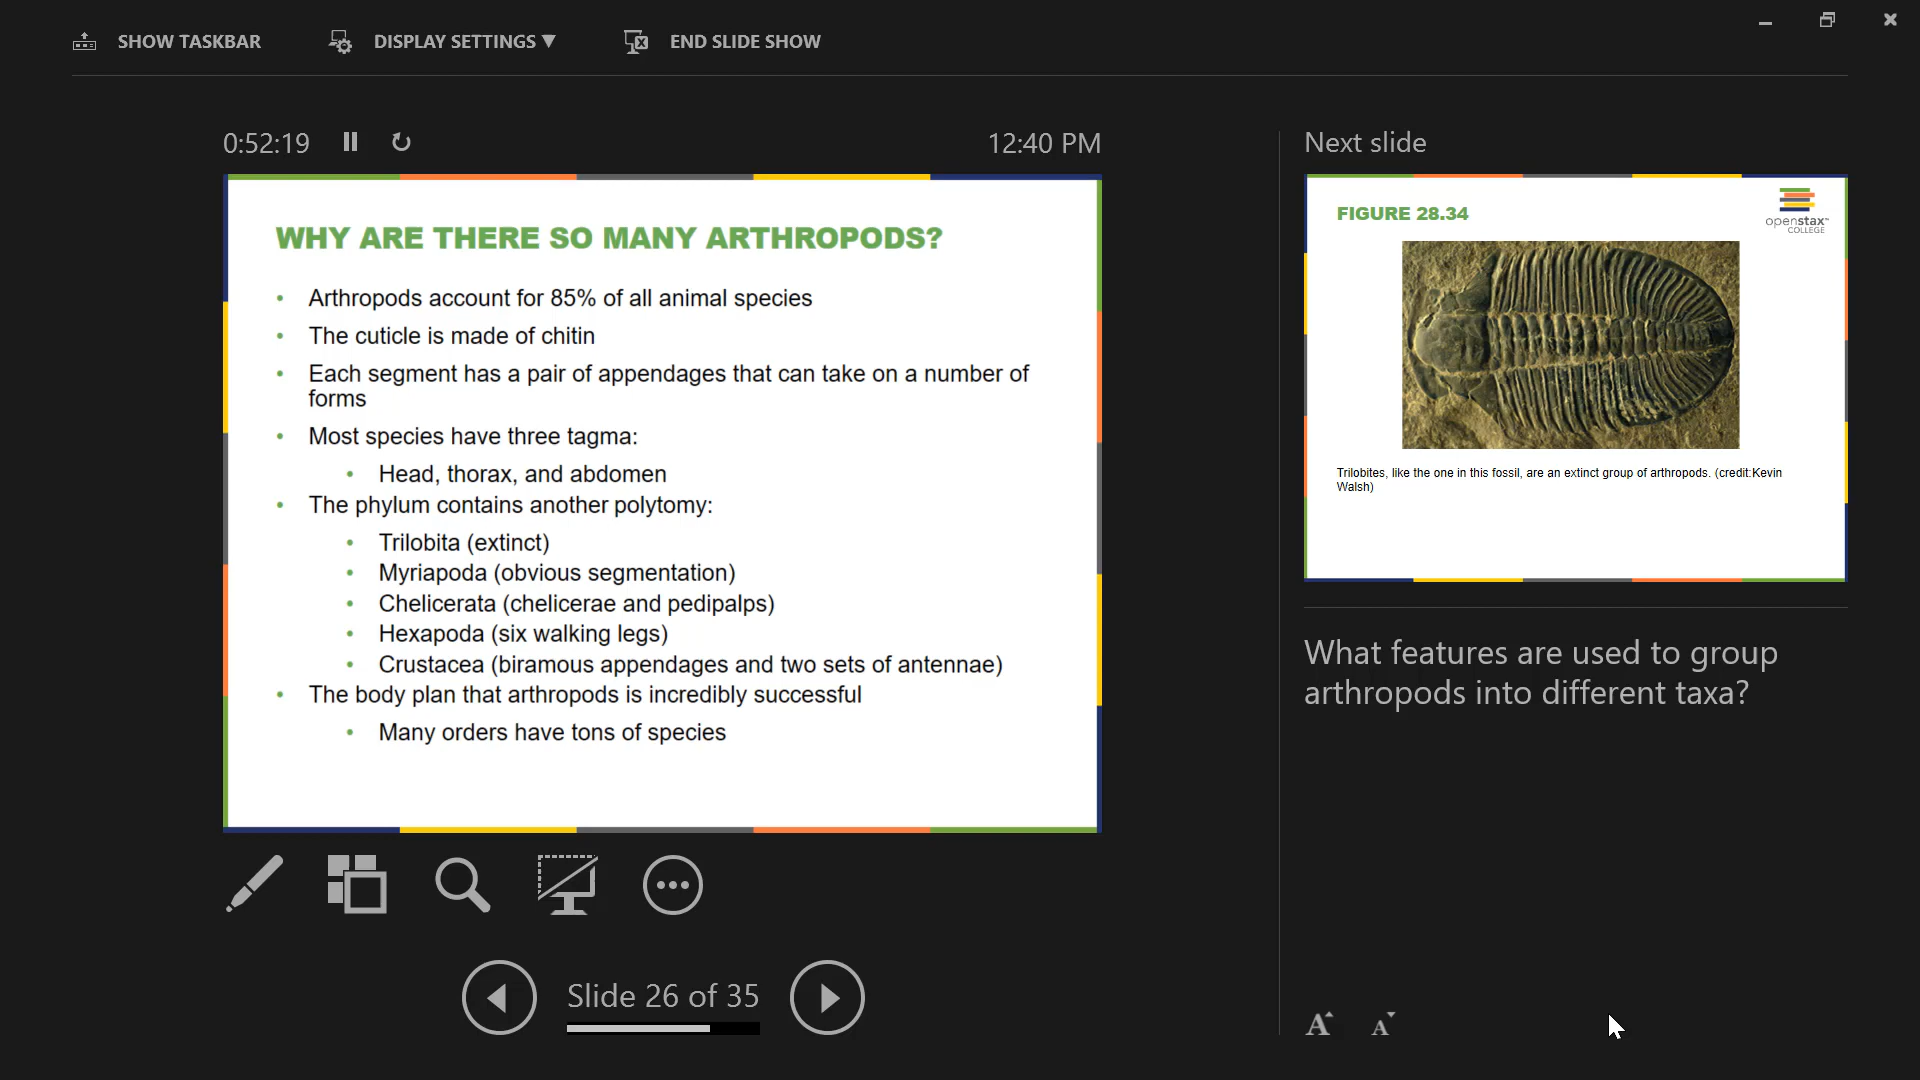 SHOW TASKBAR
DISPLAY SETTINGS ▼
END SLIDE SHOW
0:52:19
12:40 PM
WHY ARE THERE SO MANY ARTHROPODS?
• Arthropods account for 85% of all animal species
• The cuticle is made of chitin
• Each segment has a pair of appendages that can take on a number of
forms
• Most species have three tagma:
• Head, thorax, and abdomen
• The phylum contains another polytomy:
• Trilobita (extinct)
• Myriapoda (obvious segmentation)
• Chelicerata (chelicerae and pedipalps)
• Hexapoda (six walking legs)
• Crustacea (biramous appendages and two sets of antennae)
• The body plan that arthropods is incredibly successful
• Many orders have tons of species
Slide 26 of 35
Next slide
FIGURE 28.34
openstax™
COLLEGE
Trilobites, like the one in this fossil, are an extinct group of arthropods. (credit:Kevin
Walsh)
What features are used to group
arthropods into different taxa?
A A